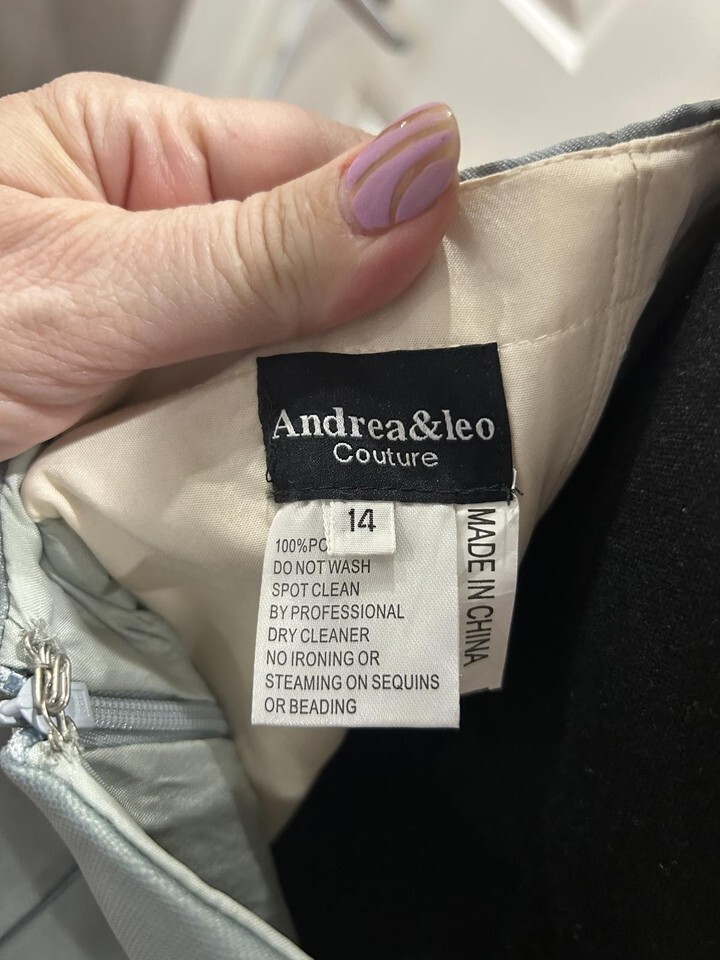 Andrea&leo
Couture
14
100%PO
DO NOT WASH
SPOT CLEAN
BY PROFESSIONAL
DRY CLEANER
NO IRONING OR
STEAMING ON SEQUINS
OR BEADING
MADE IN CHINA